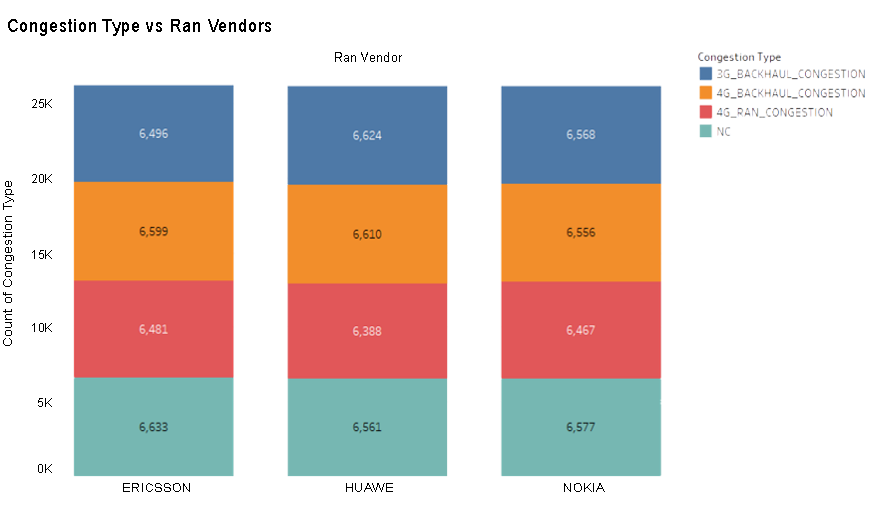 Congestion Type vs Ran Vendors
Ran Vendor
Congestion Type
3G_BACKHAUL_CONGESTION
4G_BACKHAUL_CONGESTION
4G_RAN_CONGESTION
NC
Count of Congestion Type
25K
20K
15K
10K
5K
0K
6,496
6,624
6,568
6,599
6,610
6,556
6,481
6,388
6,467
6,633
6,561
6,577
ERICSSON
HUAWE
NOKIA